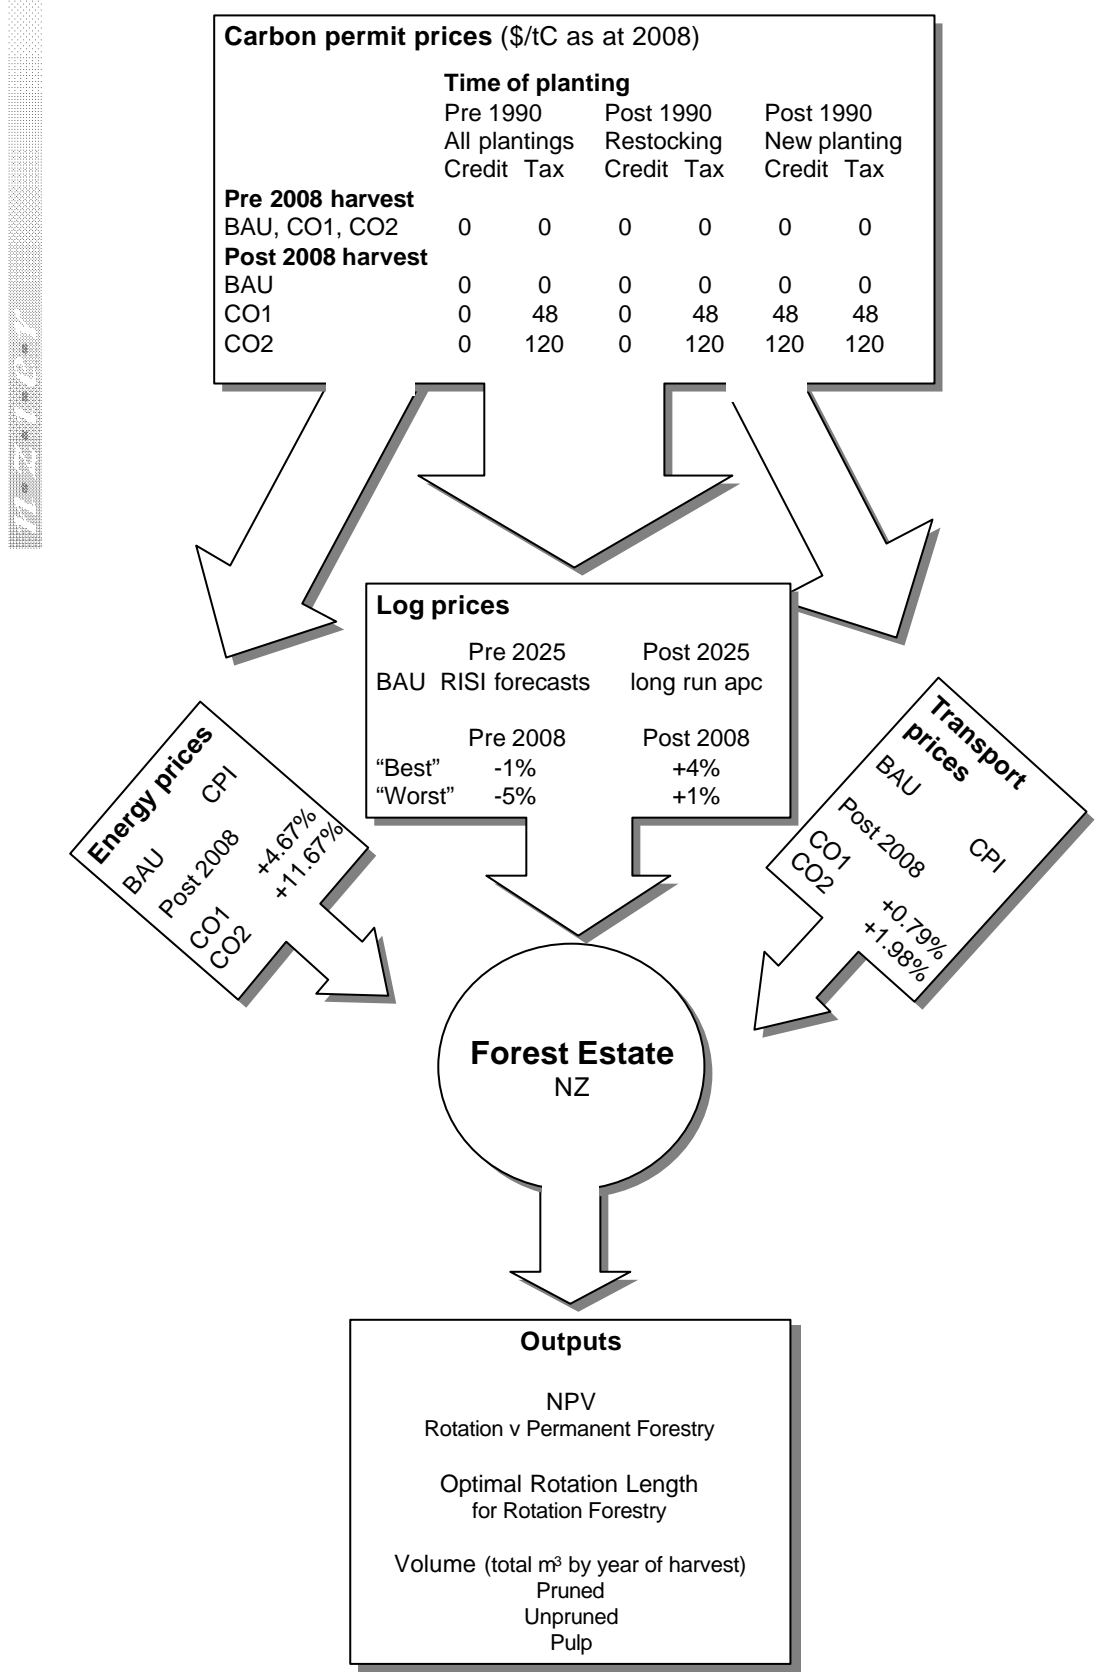 Carbon permit prices ($/tC as at 2008)
Time of planting
Pre 1990 Post 1990 Post 1990
All plantings Restocking New planting
Credit Tax Credit Tax Credit Tax
Pre 2008 harvest
BAU, CO1, CO2 0 0 0 0 0 0
Post 2008 harvest
BAU 0 0 0 0 0 0
CO1 0 48 0 48 48 48
CO2 0 120 0 120 120 120
Log prices
Pre 2025 Post 2025
BAU RISI forecasts long run apc
Pre 2008 Post 2008
“Best” -1% +4%
“Worst” -5% +1%
Energy prices
BAU CPI
Post 2008
CO1 +4.67%
CO2 +11.67%
Transport
prices
BAU CPI
Post 2008
CO1 +0.79%
CO2 +1.98%
Forest Estate
NZ
Outputs
NPV
Rotation v Permanent Forestry
Optimal Rotation Length
for Rotation Forestry
Volume (total m³ by year of harvest)
Pruned
Unpruned
Pulp